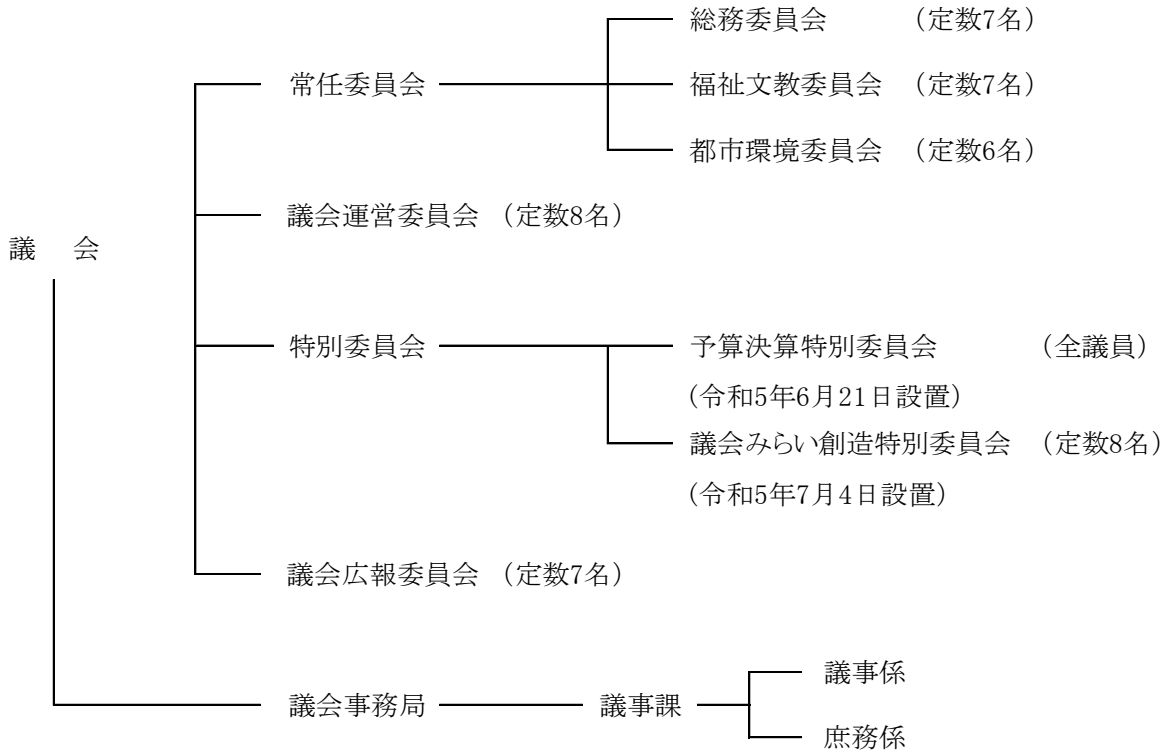 総務委員会　（定数7名）
常任委員会　福祉文教委員会　（定数7名）
都市環境委員会　（定数6名）
議会運営委員会　（定数8名）
議　会
特別委員会　予算決算特別委員会　（全議員）
（令和5年6月21日設置）
議会みらい創造特別委員会　（定数8名）
（令和5年7月4日設置）
議会広報委員会　（定数7名）
議事係
議会事務局　議事課
庶務係